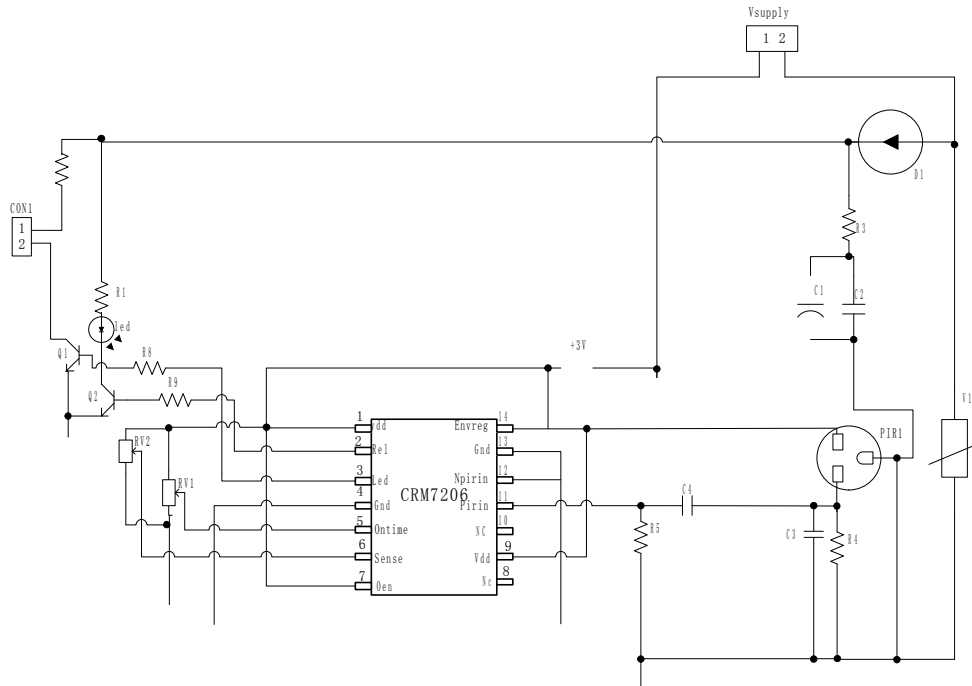 Vsupply
1 2
D1
CON1
1
2
R3
R1
C1
C2
led
Q1
R8
+3V
R9
Q2
V1
1
14
Vdd
Envreg
PIR1
RV2
2
13
Rel
Gnd
3
12
Led
Npirin
RV1
CRM7206
4
11
Gnd
Pirin
C4
5
10
Ontime
NC
R5
C3
R4
6
9
Sense
Vdd
7
8
Oen
Nc